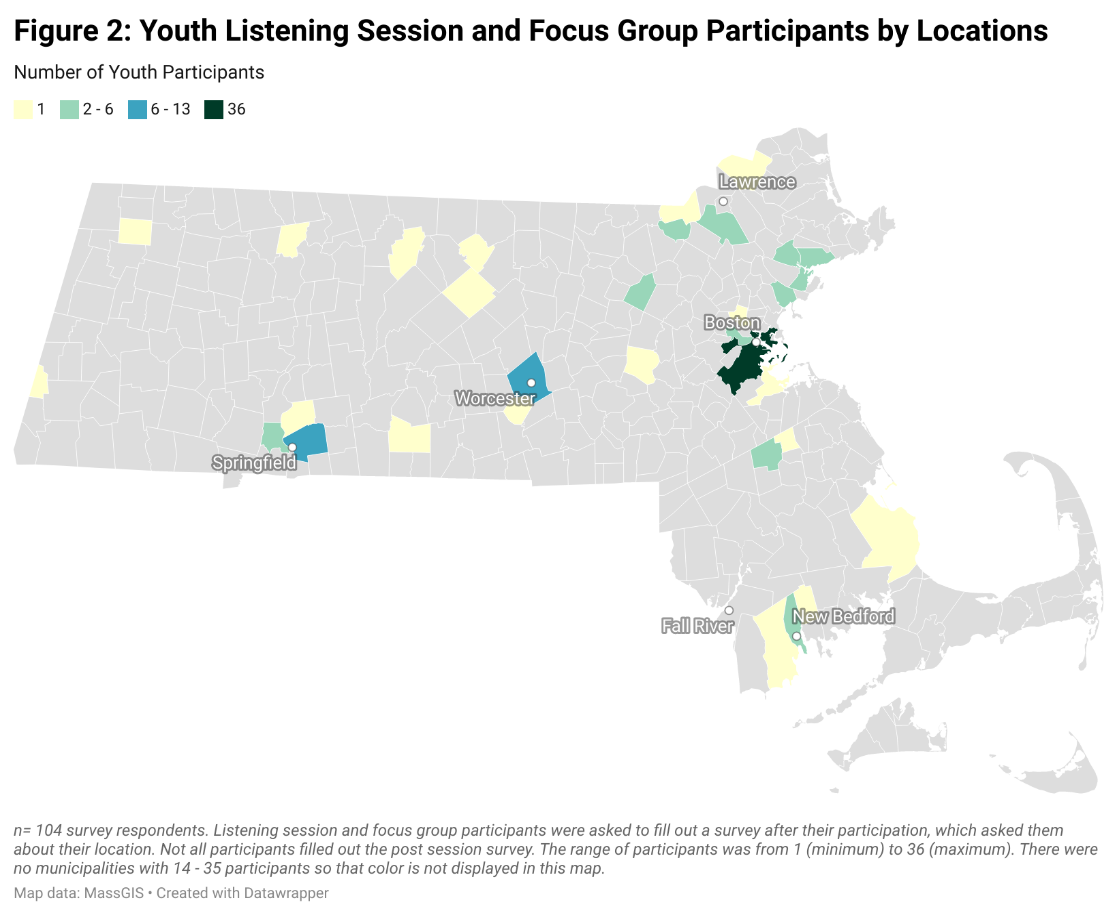 Figure 2: Youth Listening Session and Focus Group Participants by Locations
Number of Youth Participants
1 2 - 6 6 - 13 36
Lawrence
Boston
Worcester
Springfield
Fall River
New Bedford
n= 104 survey respondents. Listening session and focus group participants were asked to fill out a survey after their participation, which asked them
about their location. Not all participants filled out the post session survey. The range of participants was from 1 (minimum) to 36 (maximum). There were
no municipalities with 14 - 35 participants so that color is not displayed in this map.
Map data: MassGIS • Created with Datawrapper